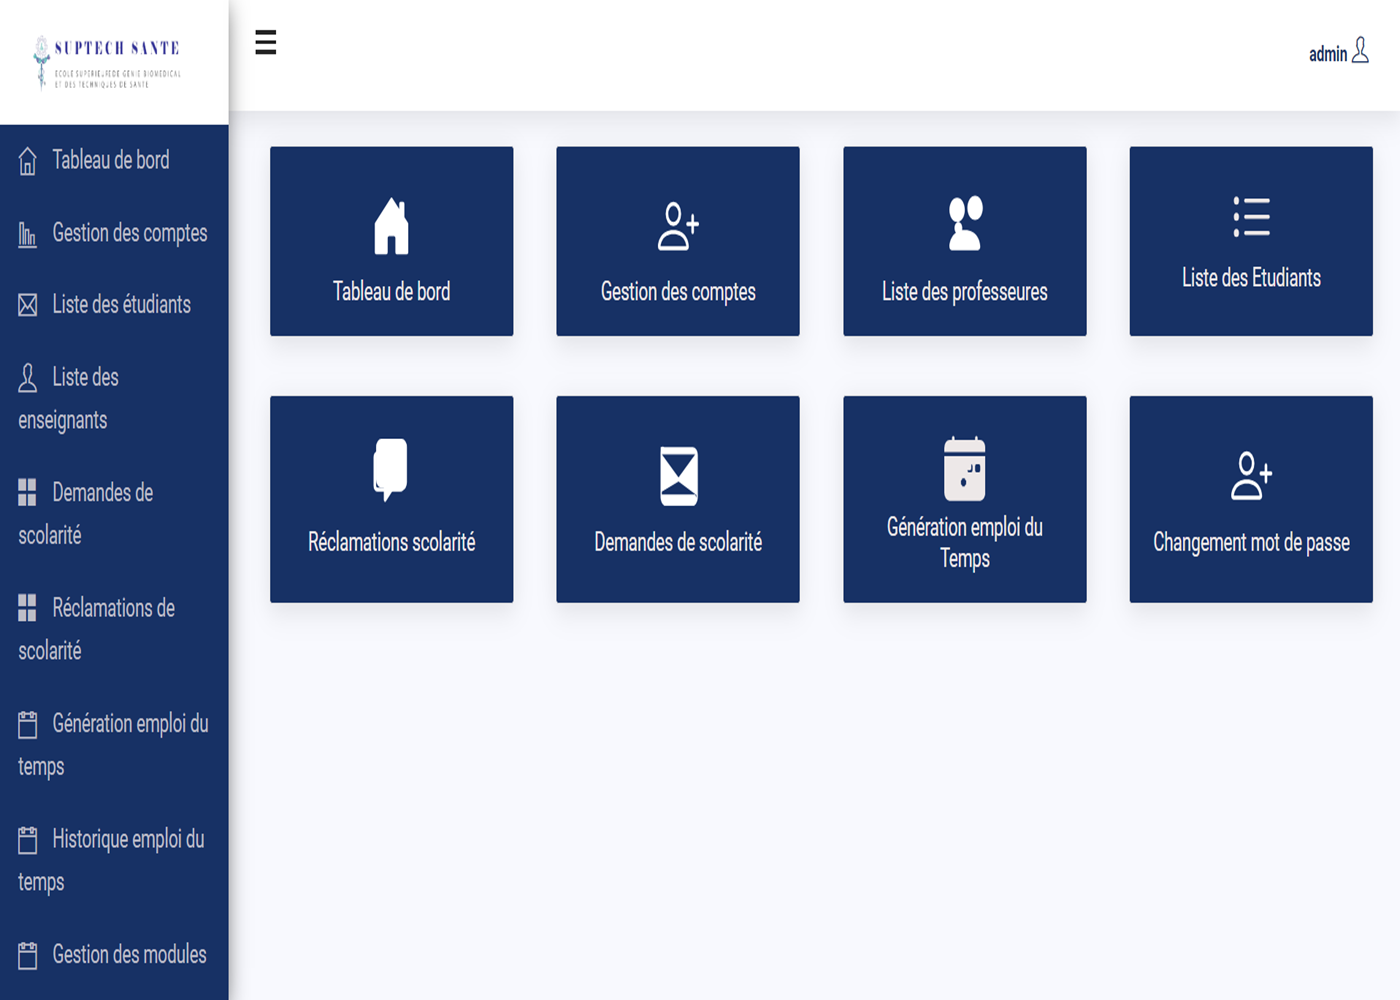 SUPTECH SANTE
ECOLE SUPERIEUREDE GENIE BIOMEDICAL
ET DES TECHNIQUES DE SANTE
admin
Tableau de bord
Gestion des comptes
Liste des étudiants
Liste des
enseignants
Demandes de
scolarité
Réclamations de
scolarité
Génération emploi du
temps
Historique emploi du
temps
Gestion des modules
Tableau de bord
Gestion des comptes
Liste des professeures
Liste des Etudiants
Réclamations scolarité
Demandes de scolarité
Génération emploi du
Temps
Changement mot de passe